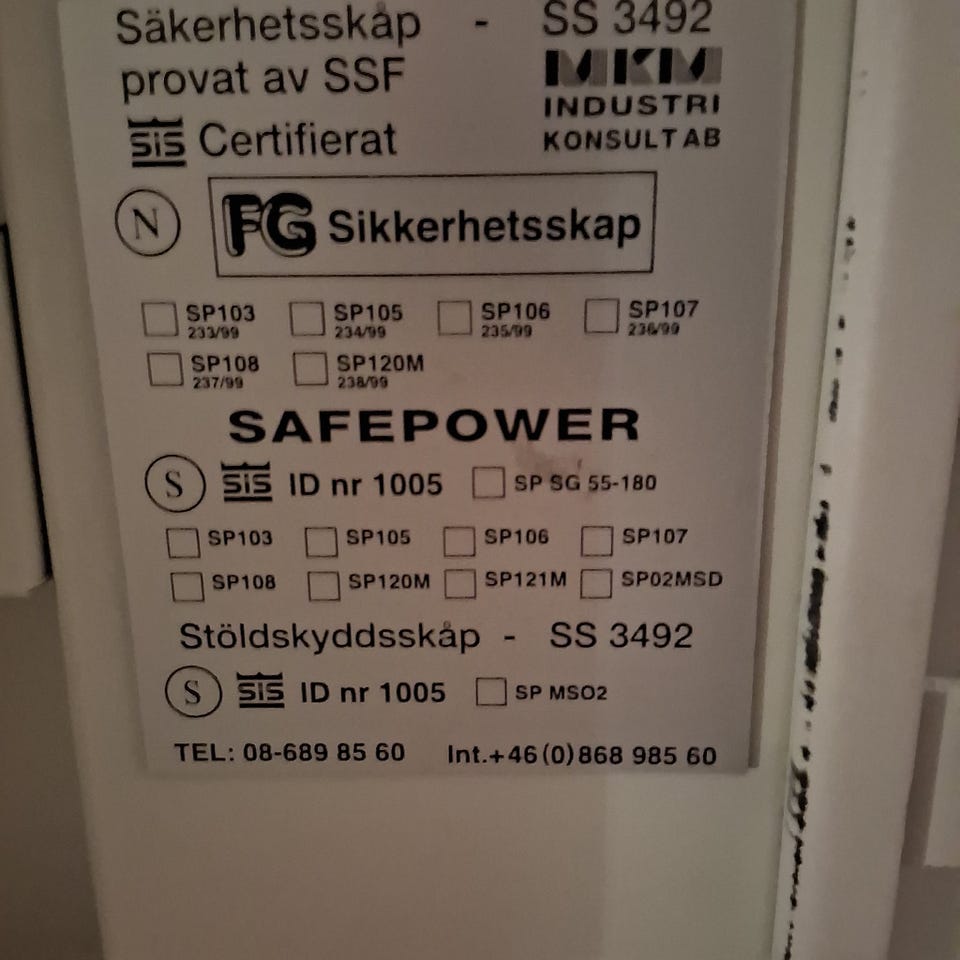 Säkerhetsskåp - SS 3492
provat av SSF MKM
INDUSTRI
SIS Certifierat KONSULT AB
N FG Sikkerhetsskap
SP103 SP105 SP106 SP107
233/99 234/99 235/99 236/99
SP108 SP120M
237/99 238/99
SAFEPOWER
S SIS ID nr 1005 SP SG 55-180
SP103 SP105 SP106 SP107
SP108 SP120M SP121M SP02MSD
Stöldskyddsskåp - SS 3492
S SIS ID nr 1005 SP MSO2
TEL: 08-689 85 60 Int.+46(0)868 985 60